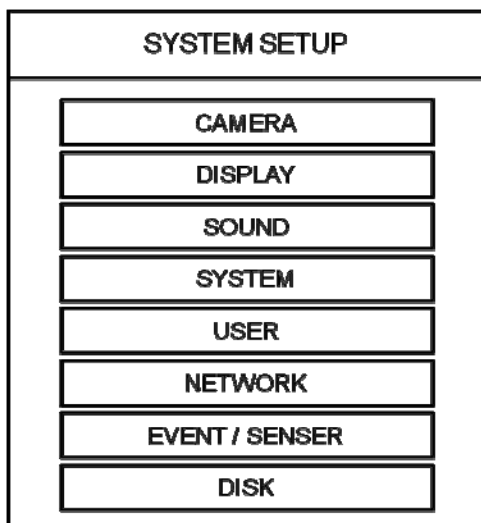 SYSTEM SETUP
CAMERA
DISPLAY
SOUND
SYSTEM
USER
NETWORK
EVENT / SENSER
DISK